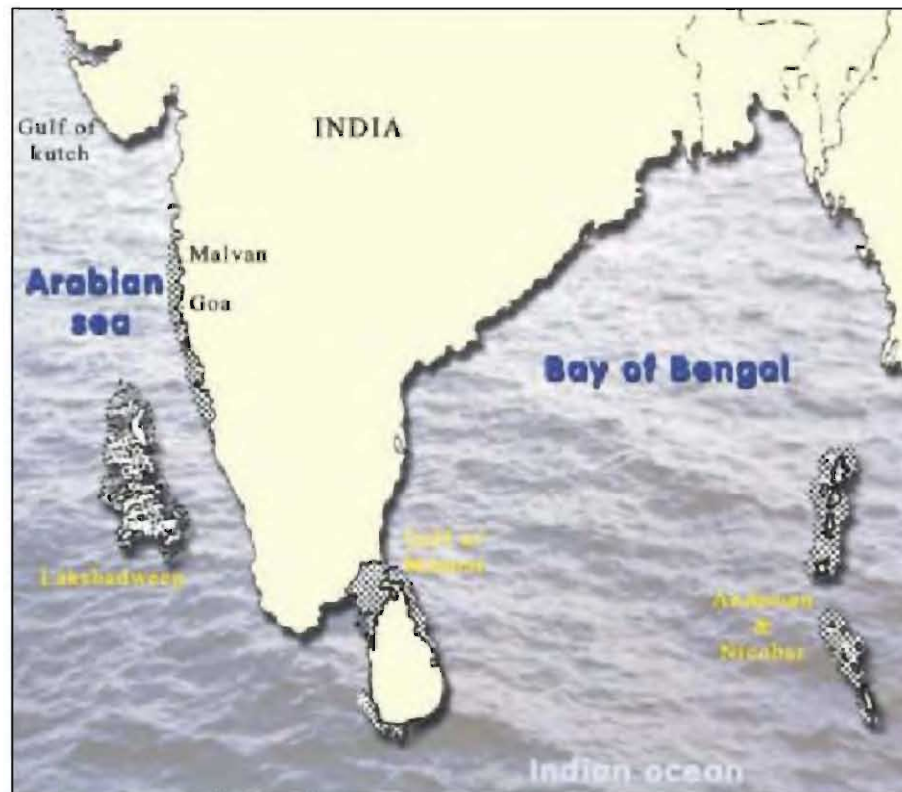 Gulf of
kutch
INDIA
Malvan
Arabian
sea
Goa
Bay of Bengal
Gulf of
Mannar
Lakshadweep
Andaman
&
Nicobar
Indian ocean